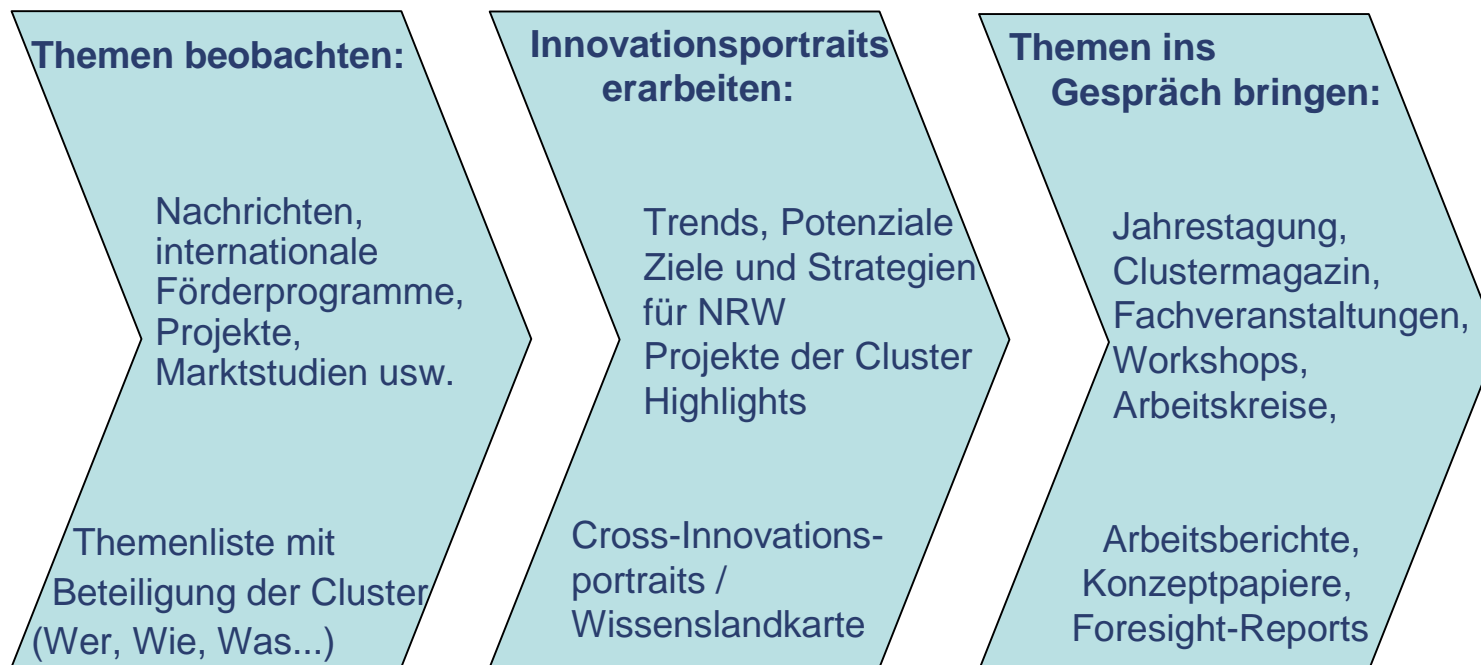 Themen beobachten:
Nachrichten,
internationale
Förderprogramme,
Projekte,
Marktstudien usw.
Themenliste mit
Beteiligung der Cluster
(Wer, Wie, Was...)
Innovationsportraits
erarbeiten:
Trends, Potenziale
Ziele und Strategien
für NRW
Projekte der Cluster
Highlights
Cross-Innovations-
portraits /
Wissenslandkarte
Themen ins
Gespräch bringen:
Jahrestagung,
Clustermagazin,
Fachveranstaltungen,
Workshops,
Arbeitskreise,
Arbeitsberichte,
Konzeptpapiere,
Foresight-Reports